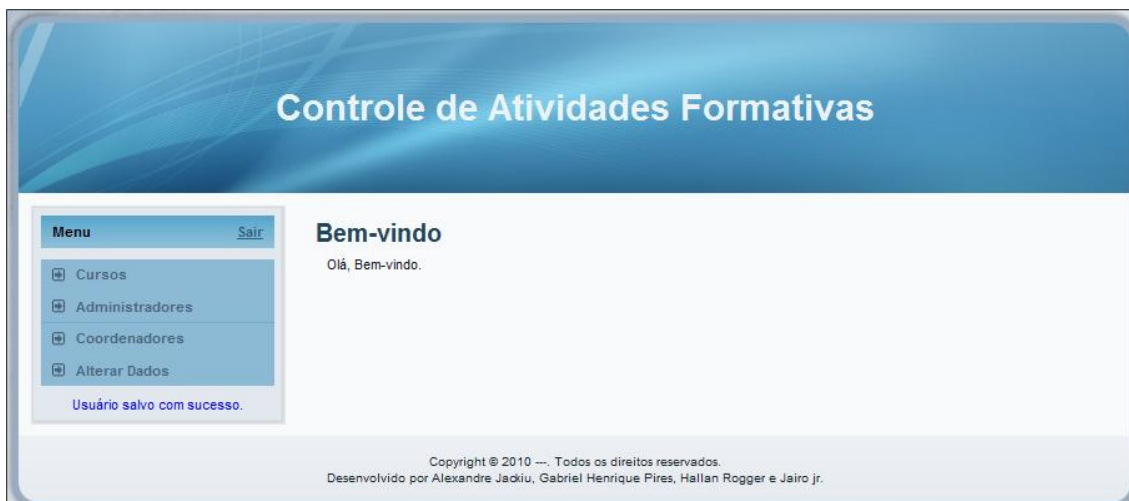 Controle de Atividades Formativas
Menu Sair
Cursos
Administradores
Coordenadores
Alterar Dados
Usuário salvo com sucesso.
Bem-vindo
Olá, Bem-vindo.
Copyright © 2010 ---. Todos os direitos reservados.
Desenvolvido por Alexandre Jackiu, Gabriel Henrique Pires, Hallan Rogger e Jairo jr.